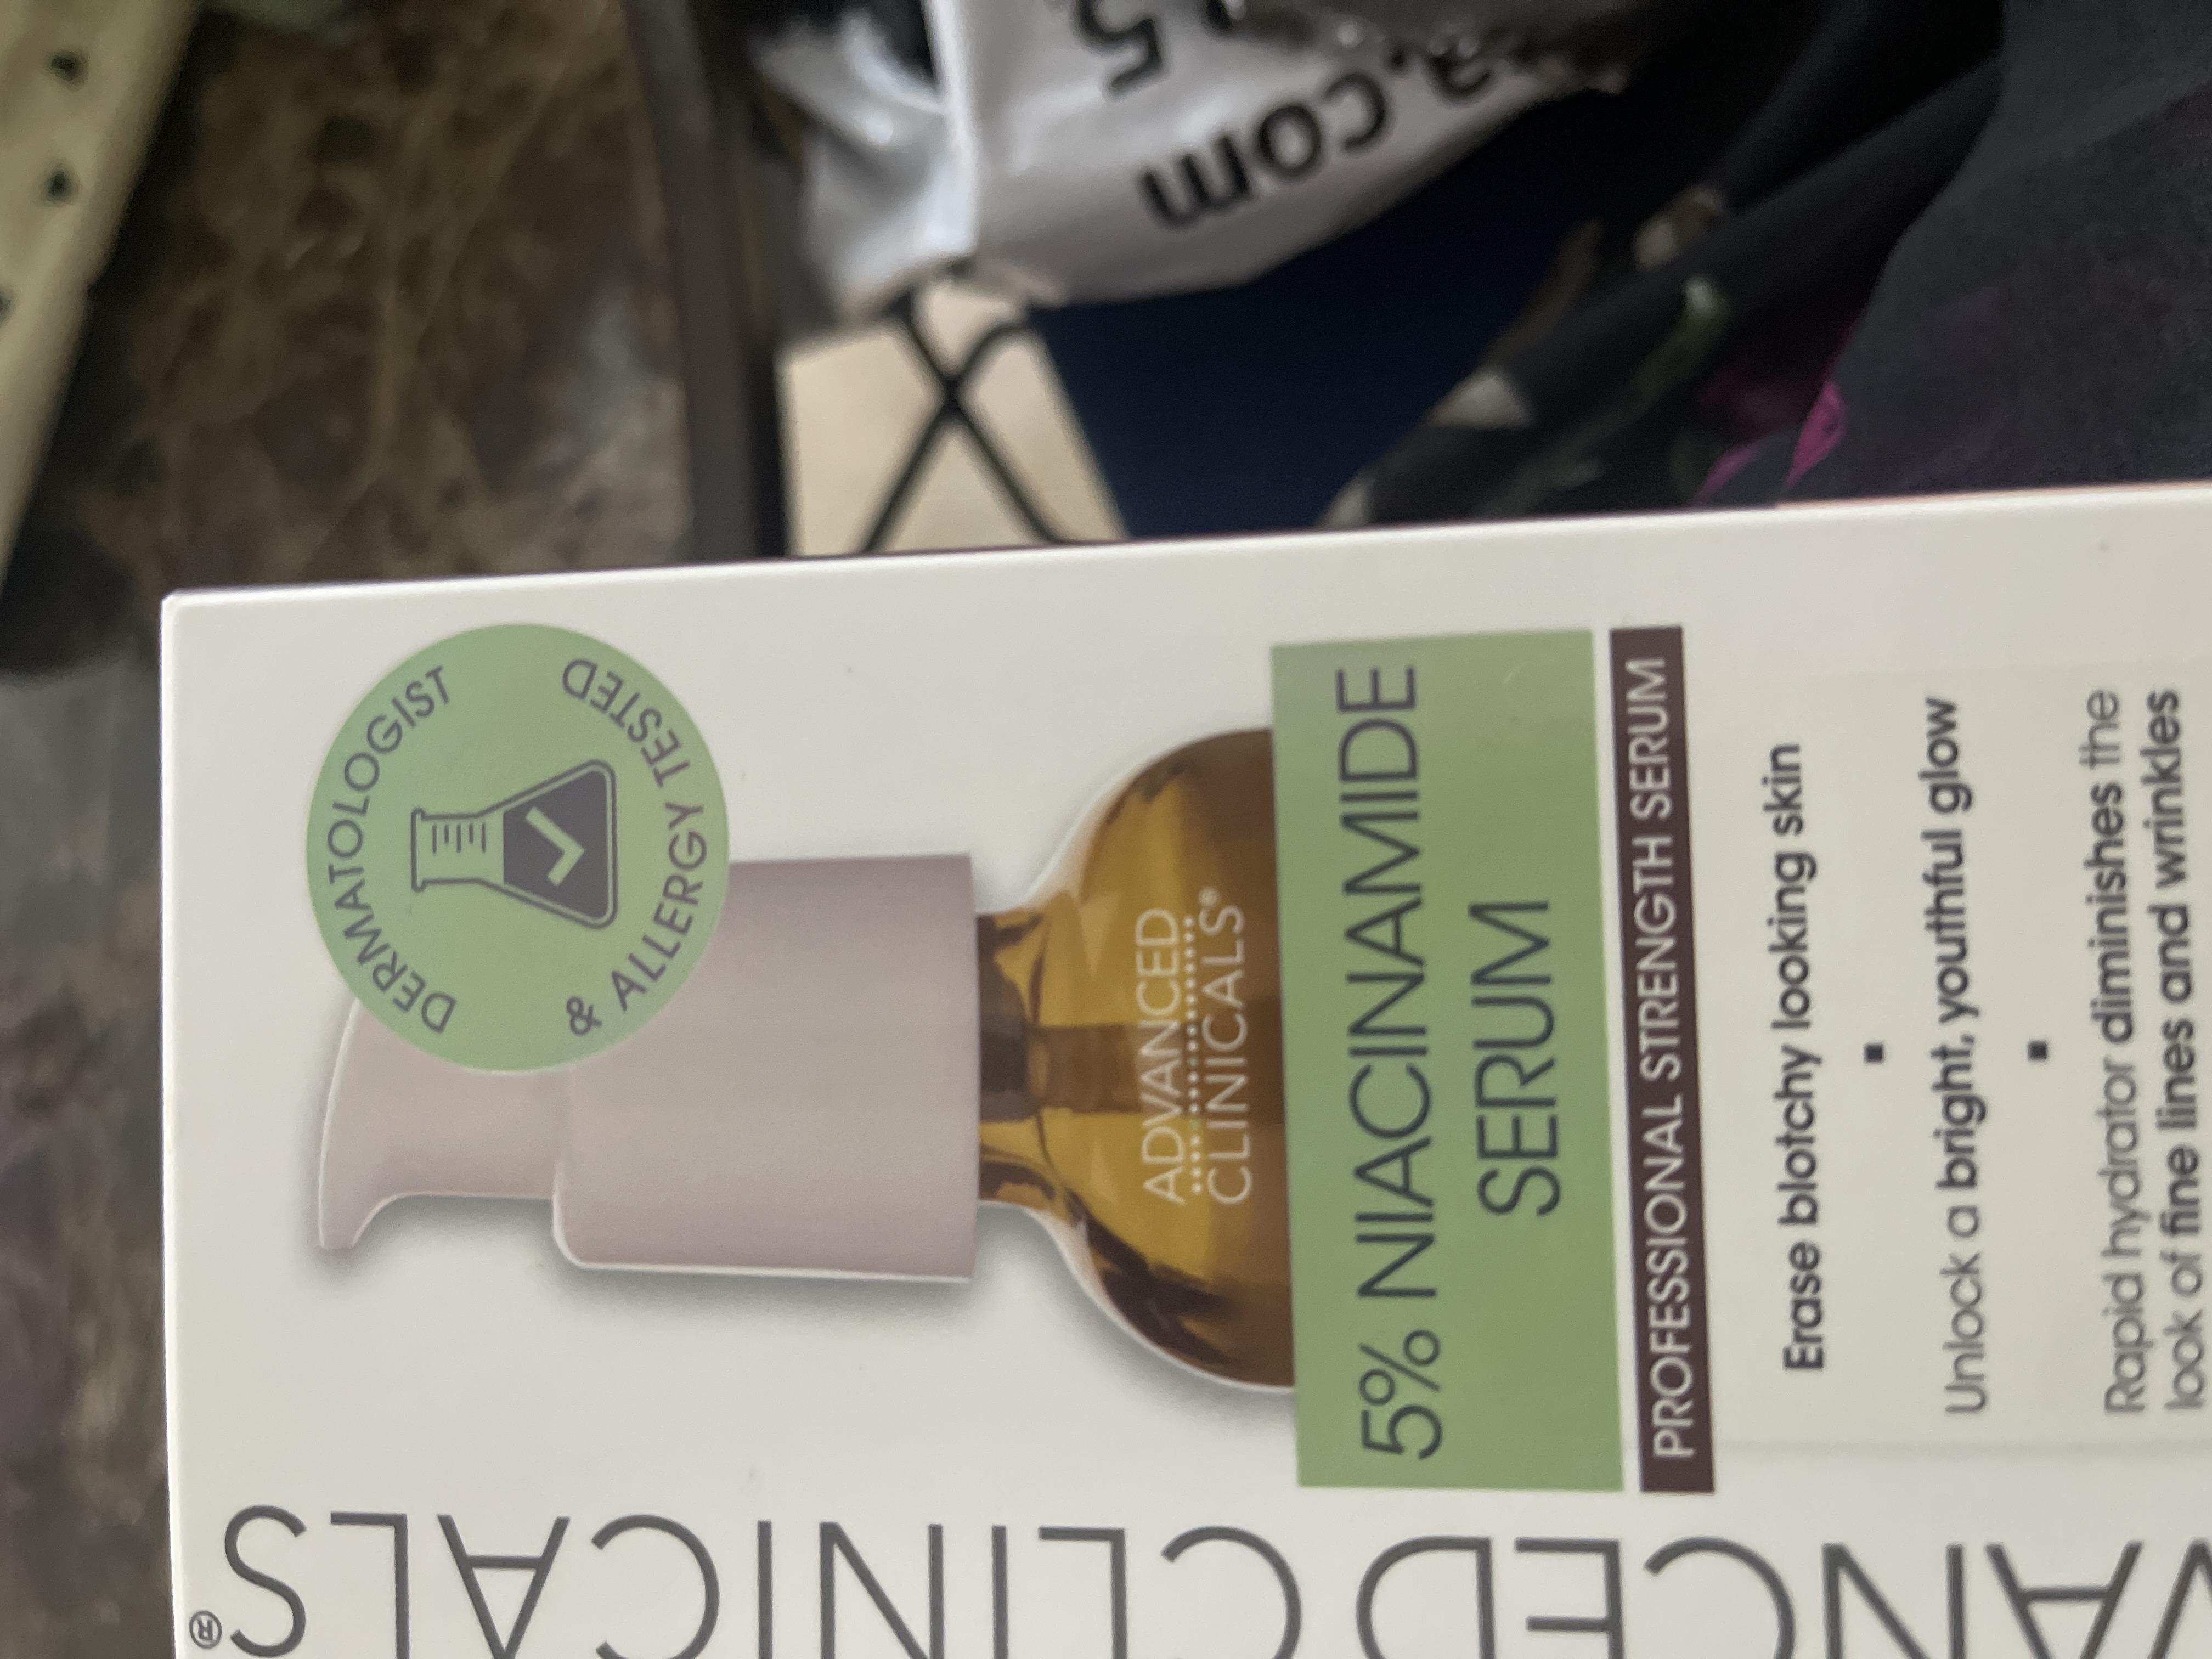 DERMATOLOGIST
& ALLERGY TESTED
ADVANCED
CLINICALS®
5% NIACINAMIDE
SERUM
PROFESSIONAL STRENGTH SERUM
Erase blotchy looking skin
Unlock a bright, youthful glow
Rapid hydrator diminishes the
look of fine lines and wrinkles
VANCED CLINICALS®
a.com
15